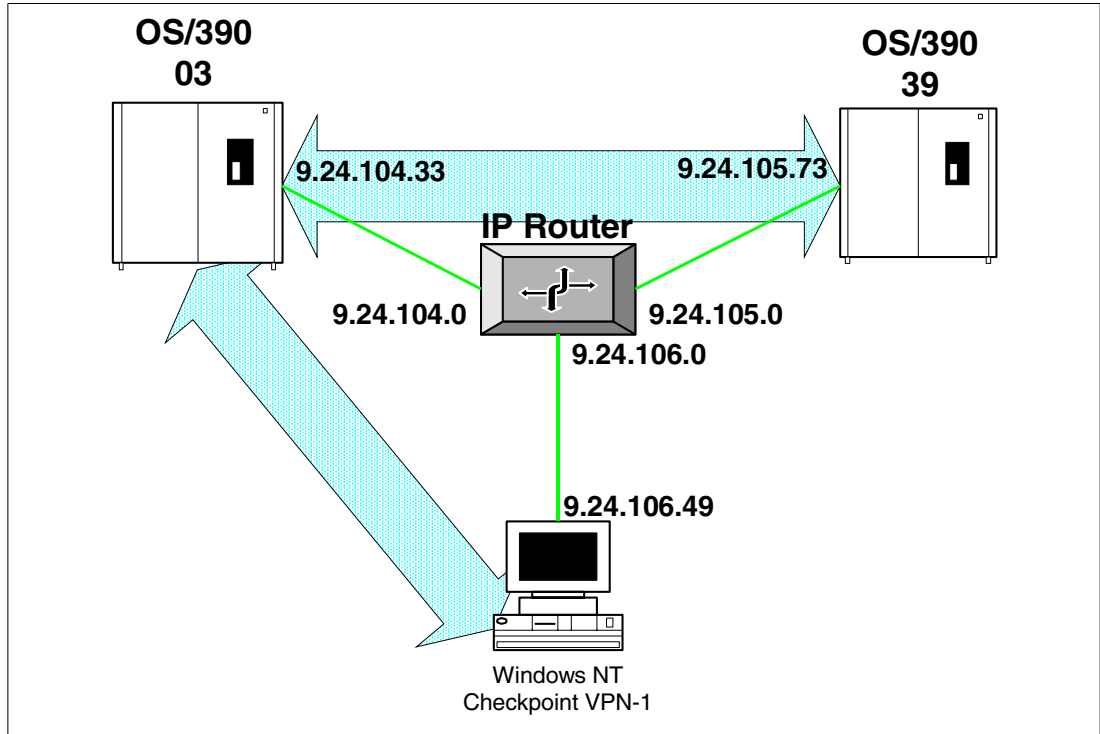 OS/390
03
OS/390
39
9.24.104.33
9.24.105.73
IP Router
9.24.104.0
9.24.105.0
9.24.106.0
9.24.106.49
Windows NT
Checkpoint VPN-1